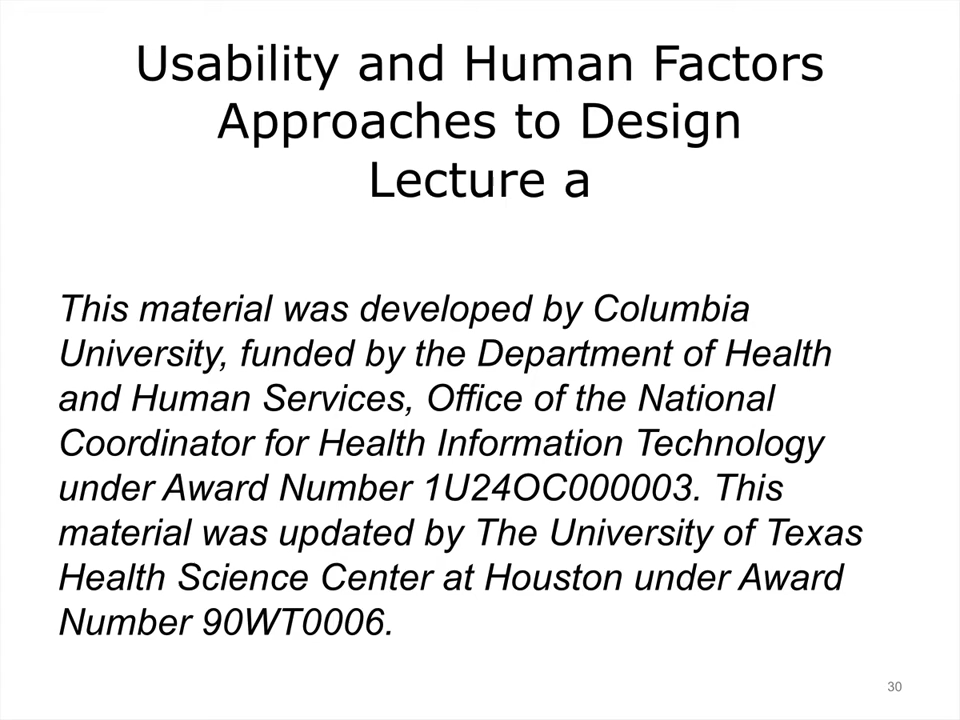 Usability and Human Factors
Approaches to Design
Lecture a
This material was developed by Columbia
University, funded by the Department of Health
and Human Services, Office of the National
Coordinator for Health Information Technology
under Award Number 1U24OC000003. This
material was updated by The University of Texas
Health Science Center at Houston under Award
Number 90WT0006.
30